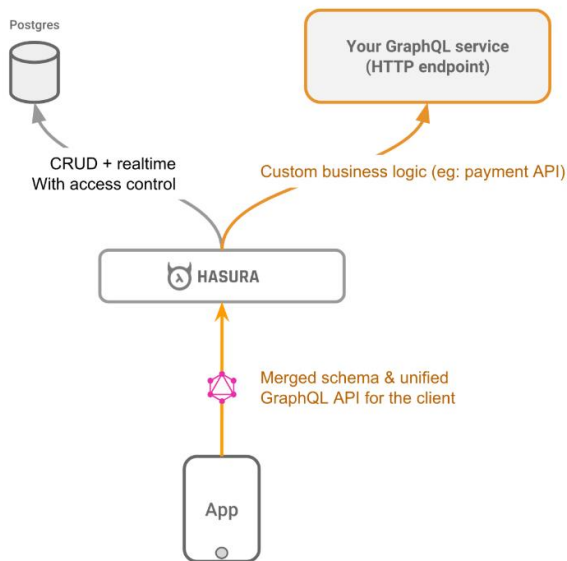 Postgres
Your GraphQL service
(HTTP endpoint)
CRUD + realtime
With access control
Custom business logic (eg: payment API)
λ HASURA
Merged schema & unified
GraphQL API for the client
App